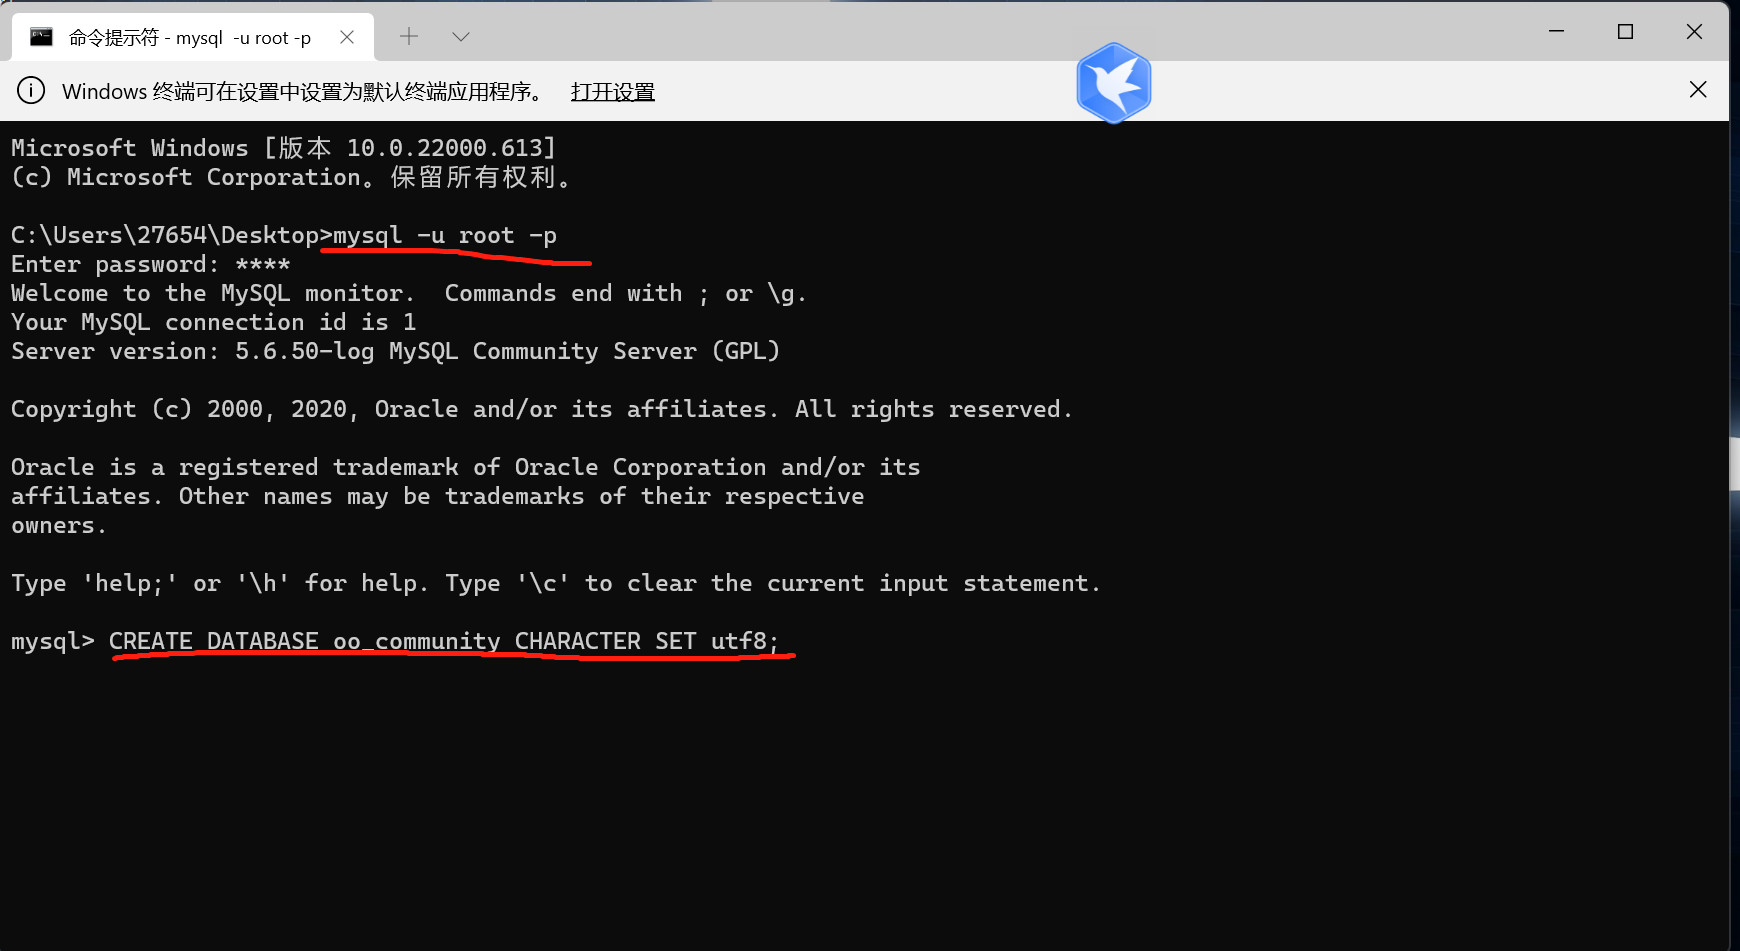 命令提示符 - mysql  -u root -p
Windows 终端可在设置中设置为默认终端应用程序。 打开设置
Microsoft Windows [版本 10.0.22000.613]
(c) Microsoft Corporation。保留所有权利。
C:\Users\27654\Desktop>mysql -u root -p
Enter password: ****
Welcome to the MySQL monitor.  Commands end with ; or \g.
Your MySQL connection id is 1
Server version: 5.6.50-log MySQL Community Server (GPL)
Copyright (c) 2000, 2020, Oracle and/or its affiliates. All rights reserved.
Oracle is a registered trademark of Oracle Corporation and/or its
affiliates. Other names may be trademarks of their respective
owners.
Type 'help;' or '\h' for help. Type '\c' to clear the current input statement.
mysql> CREATE DATABASE oo_community CHARACTER SET utf8;